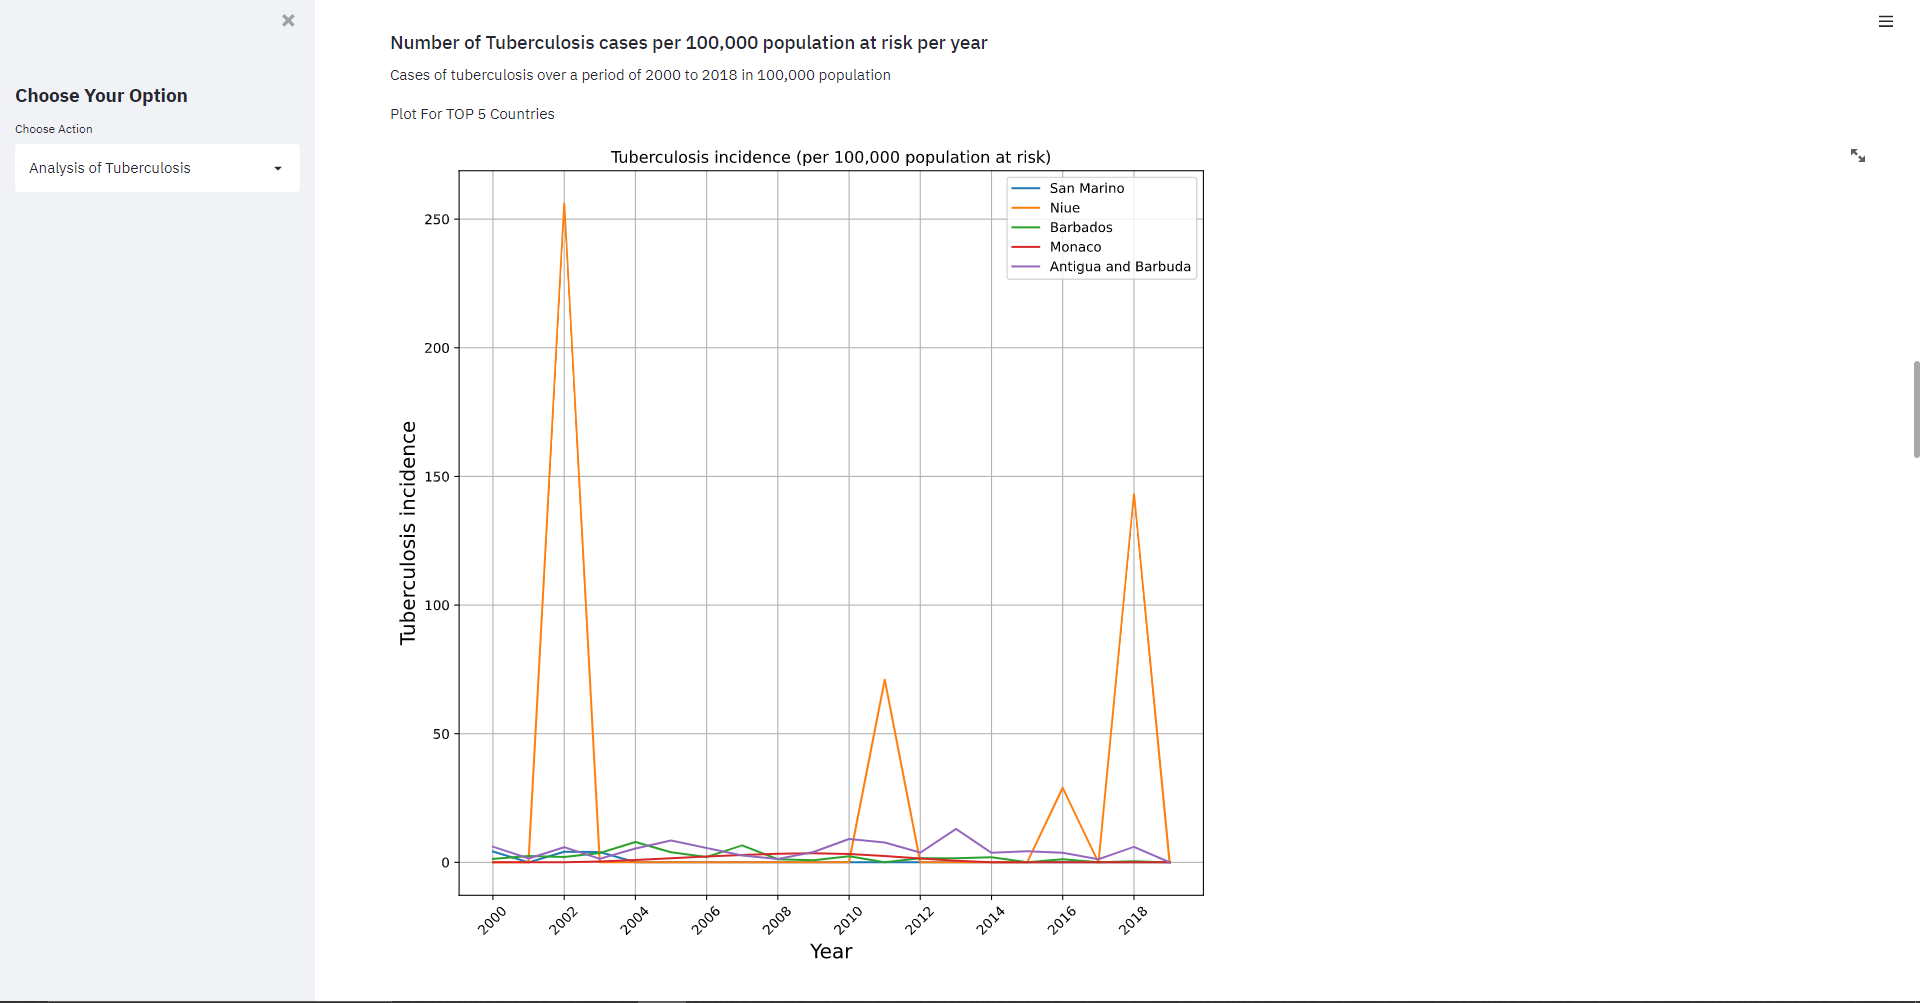 ×
Choose Your Option
Choose Action
Analysis of Tuberculosis
Number of Tuberculosis cases per 100,000 population at risk per year
Cases of tuberculosis over a period of 2000 to 2018 in 100,000 population
Plot For TOP 5 Countries
Tuberculosis incidence (per 100,000 population at risk)
San Marino
Niue
Barbados
Monaco
Antigua and Barbuda
Tuberculosis incidence
250
200
150
100
50
0
2000 2002 2004 2006 2008 2010 2012 2014 2016 2018
Year